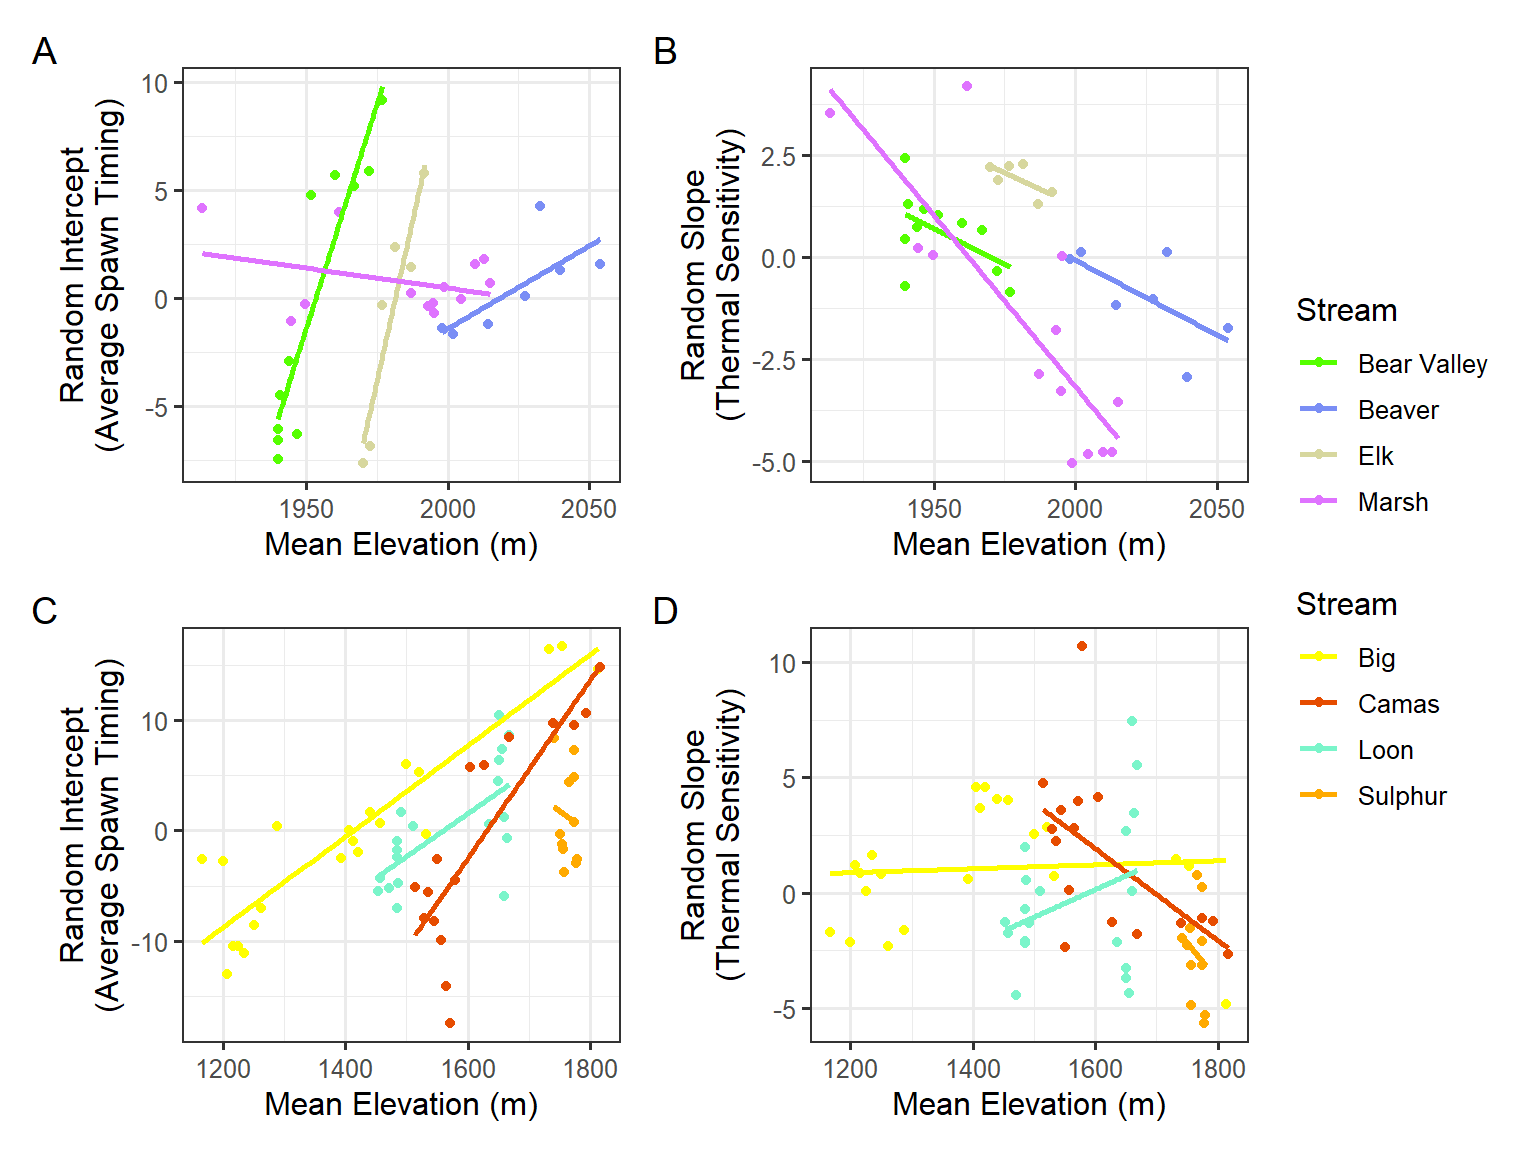 A
Random Intercept
(Average Spawn Timing)
10
5
0
-5
1950
2000
2050
Mean Elevation (m)
B
Random Slope
(Thermal Sensitivity)
2.5
0.0
-2.5
-5.0
1950
2000
2050
Mean Elevation (m)
Stream
Bear Valley
Beaver
Elk
Marsh
C
Random Intercept
(Average Spawn Timing)
10
0
-10
1200
1400
1600
1800
Mean Elevation (m)
D
Random Slope
(Thermal Sensitivity)
10
5
0
-5
1200
1400
1600
1800
Mean Elevation (m)
Stream
Big
Camas
Loon
Sulphur